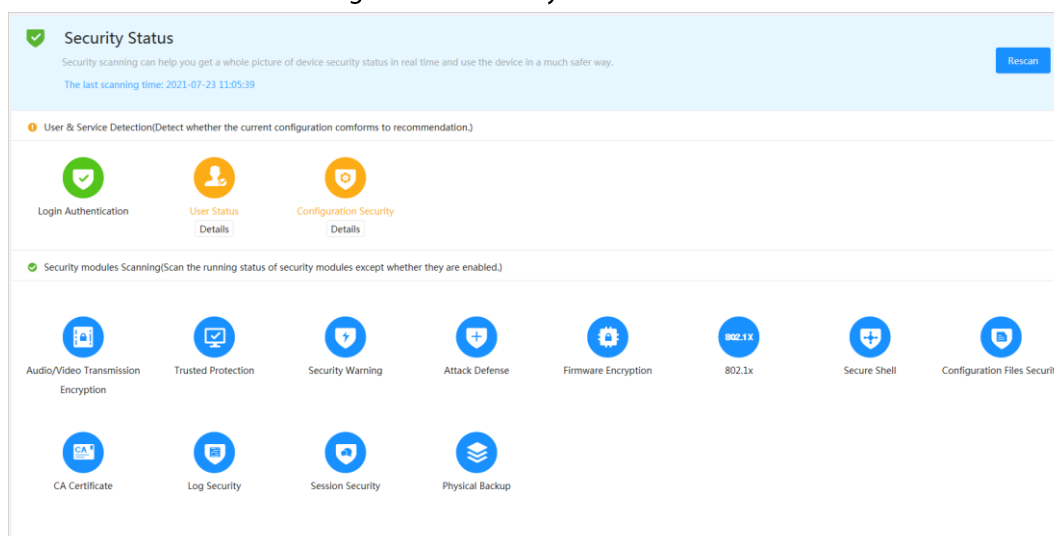 Security Status
Security scanning can help you get a whole picture of device security status in real time and use the device in a much safer way.
Rescan
The last scanning time: 2021-07-23 11:05:39
User & Service Detection(Detect whether the current configuration comforms to recommendation.)
Login Authentication
User Status
Configuration Security
Details
Details
Security modules Scanning(Scan the running status of security modules except whether they are enabled.)
802.1X
Audio/Video Transmission
Encryption
Trusted Protection
Security Warning
Attack Defense
Firmware Encryption
802.1x
Secure Shell
Configuration Files Securit
CA
CA Certificate
Log Security
Session Security
Physical Backup